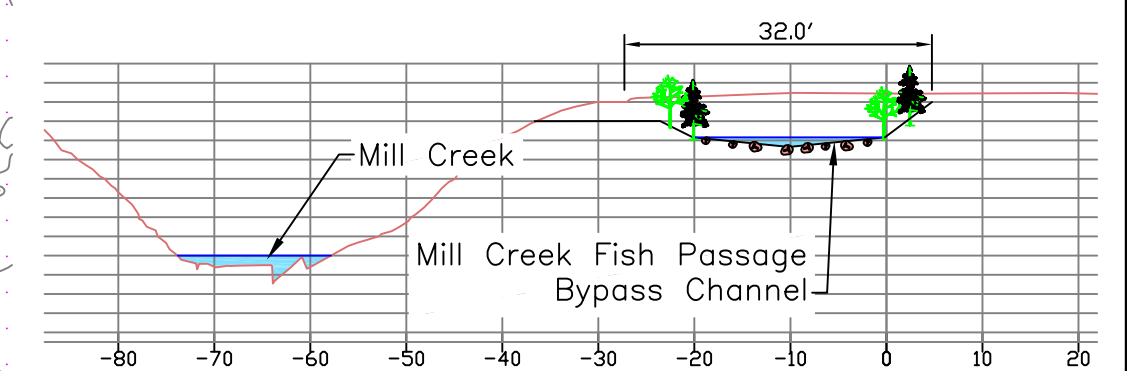 32.0'
Mill Creek
Mill Creek Fish Passage
Bypass Channel
-80 -70 -60 -50 -40 -30 -20 -10 0 10 20